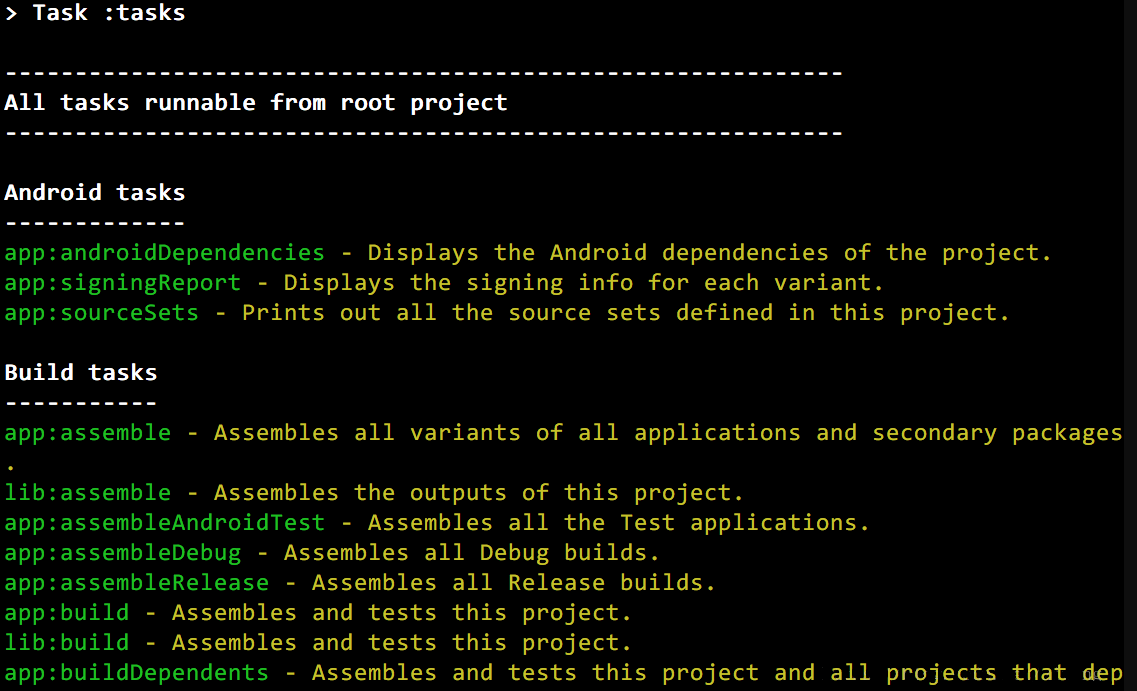 > Task :tasks
------------------------------------------------------------
All tasks runnable from root project
------------------------------------------------------------
Android tasks
-------------
app:androidDependencies - Displays the Android dependencies of the project.
app:signingReport - Displays the signing info for each variant.
app:sourceSets - Prints out all the source sets defined in this project.
Build tasks
-----------
app:assemble - Assembles all variants of all applications and secondary packages
.
lib:assemble - Assembles the outputs of this project.
app:assembleAndroidTest - Assembles all the Test applications.
app:assembleDebug - Assembles all Debug builds.
app:assembleRelease - Assembles all Release builds.
app:build - Assembles and tests this project.
lib:build - Assembles and tests this project.
app:buildDependents - Assembles and tests this project and all projects that dep